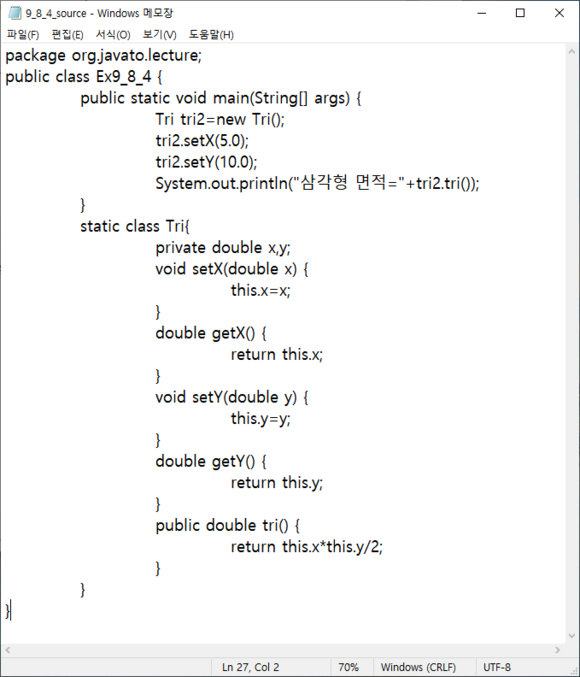 9_8_4_source - Windows 메모장
파일(F) 편집(E) 서식(O) 보기(V) 도움말(H)
package org.javato.lecture;
public class Ex9_8_4 {
public static void main(String[] args) {
Tri tri2=new Tri();
tri2.setX(5.0);
tri2.setY(10.0);
System.out.println("삼각형 면적="+tri2.tri());
}
static class Tri{
private double x,y;
void setX(double x) {
this.x=x;
}
double getX() {
return this.x;
}
void setY(double y) {
this.y=y;
}
double getY() {
return this.y;
}
public double tri() {
return this.x*this.y/2;
}
}
}
Ln 27, Col 2 70% Windows (CRLF) UTF-8